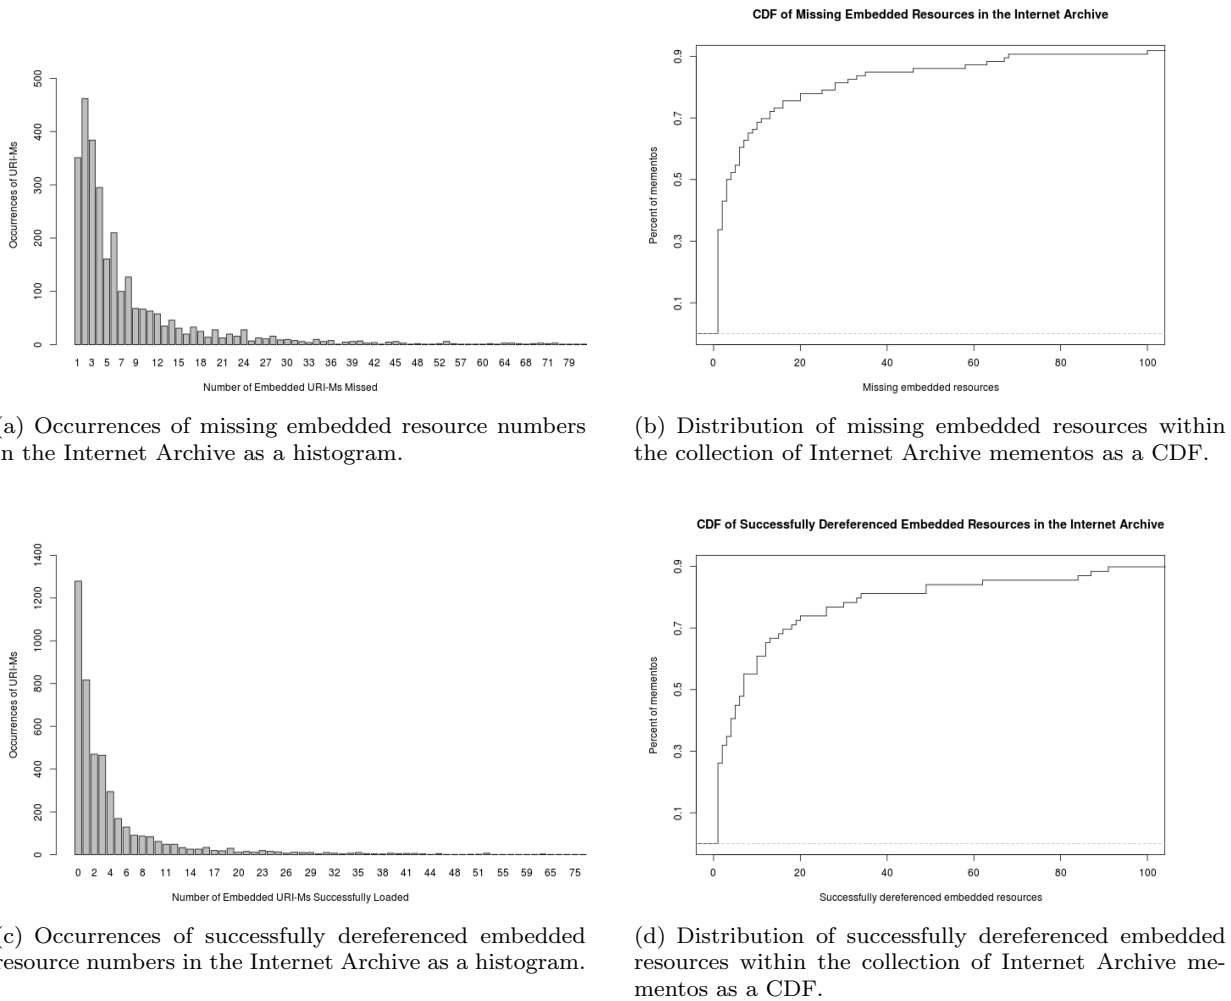 500
400
300
200
100
0
Occurrences of URI-Ms
1 3 5 7 9 12 15 18 21 24 27 30 33 36 39 42 45 48 52 57 60 64 68 71 79
Number of Embedded URI-Ms Missed
a) Occurrences of missing embedded resource numbers
n the Internet Archive as a histogram.
CDF of Missing Embedded Resources in the Internet Archive
0.9
0.7
0.5
0.3
0.1
Percent of mementos
0 20 40 60 80 100
Missing embedded resources
(b) Distribution of missing embedded resources within
the collection of Internet Archive mementos as a CDF.
1400
1200
1000
800
600
400
200
0
Occurrences of URI-Ms
0 2 4 6 8 11 14 17 20 23 26 29 32 35 38 41 44 48 51 55 59 65 75
Number of Embedded URI-Ms Successfully Loaded
(c) Occurrences of successfully dereferenced embedded
resource numbers in the Internet Archive as a histogram.
CDF of Successfully Dereferenced Embedded Resources in the Internet Archive
0.9
0.7
0.5
0.3
0.1
Percent of mementos
0 20 40 60 80 100
Successfully dereferenced embedded resources
(d) Distribution of successfully dereferenced embedded
resources within the collection of Internet Archive me-
mentos as a CDF.